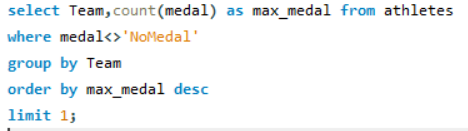 select Team,count(medal) as max_medal from athletes
where medal<>'NoMedal'
group by Team
order by max_medal desc
limit 1;